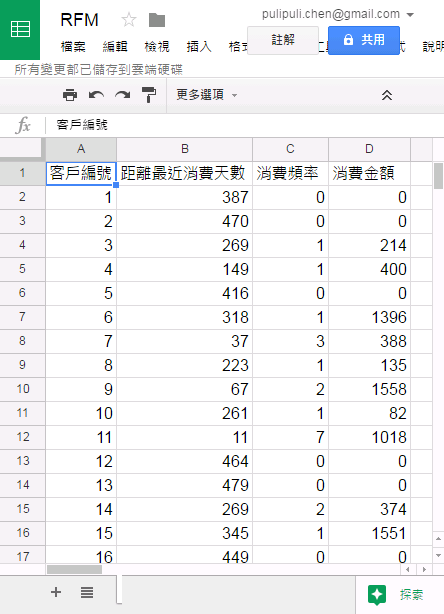 RFM
pulipuli.chen@gmail.com
檔案 編輯 檢視 插入 註解 共用
所有變更都已儲存到雲端硬碟
更多選項
fx 客戶編號
A B C D
1 客戶編號 距離最近消費天數 消費頻率 消費金額
2 1 387 0 0
3 2 470 0 0
4 3 269 1 214
5 4 149 1 400
6 5 416 0 0
7 6 318 1 1396
8 7 37 3 388
9 8 223 1 135
10 9 67 2 1558
11 10 261 1 82
12 11 11 7 1018
13 12 464 0 0
14 13 479 0 0
15 14 269 2 374
16 15 345 1 1551
17 16 449 0 0
探索